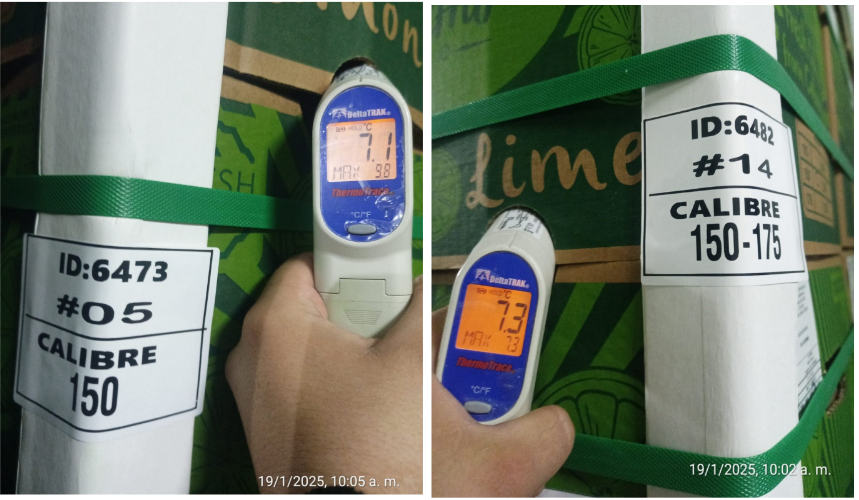 DeltaTRAK®
HOLD °C
7.1
MAX 9.8
ThermoTrace
°C/F
ID:6473
#05
CALIBRE
150
19/1/2025, 10:05 a. m.
Lime
ID:6482
#14
CALIBRE
150-175
DeltaTRAK®
°C
7.3
MAX 7.3
ThermoTrace
°C/F
19/1/2025, 10:02 a. m.